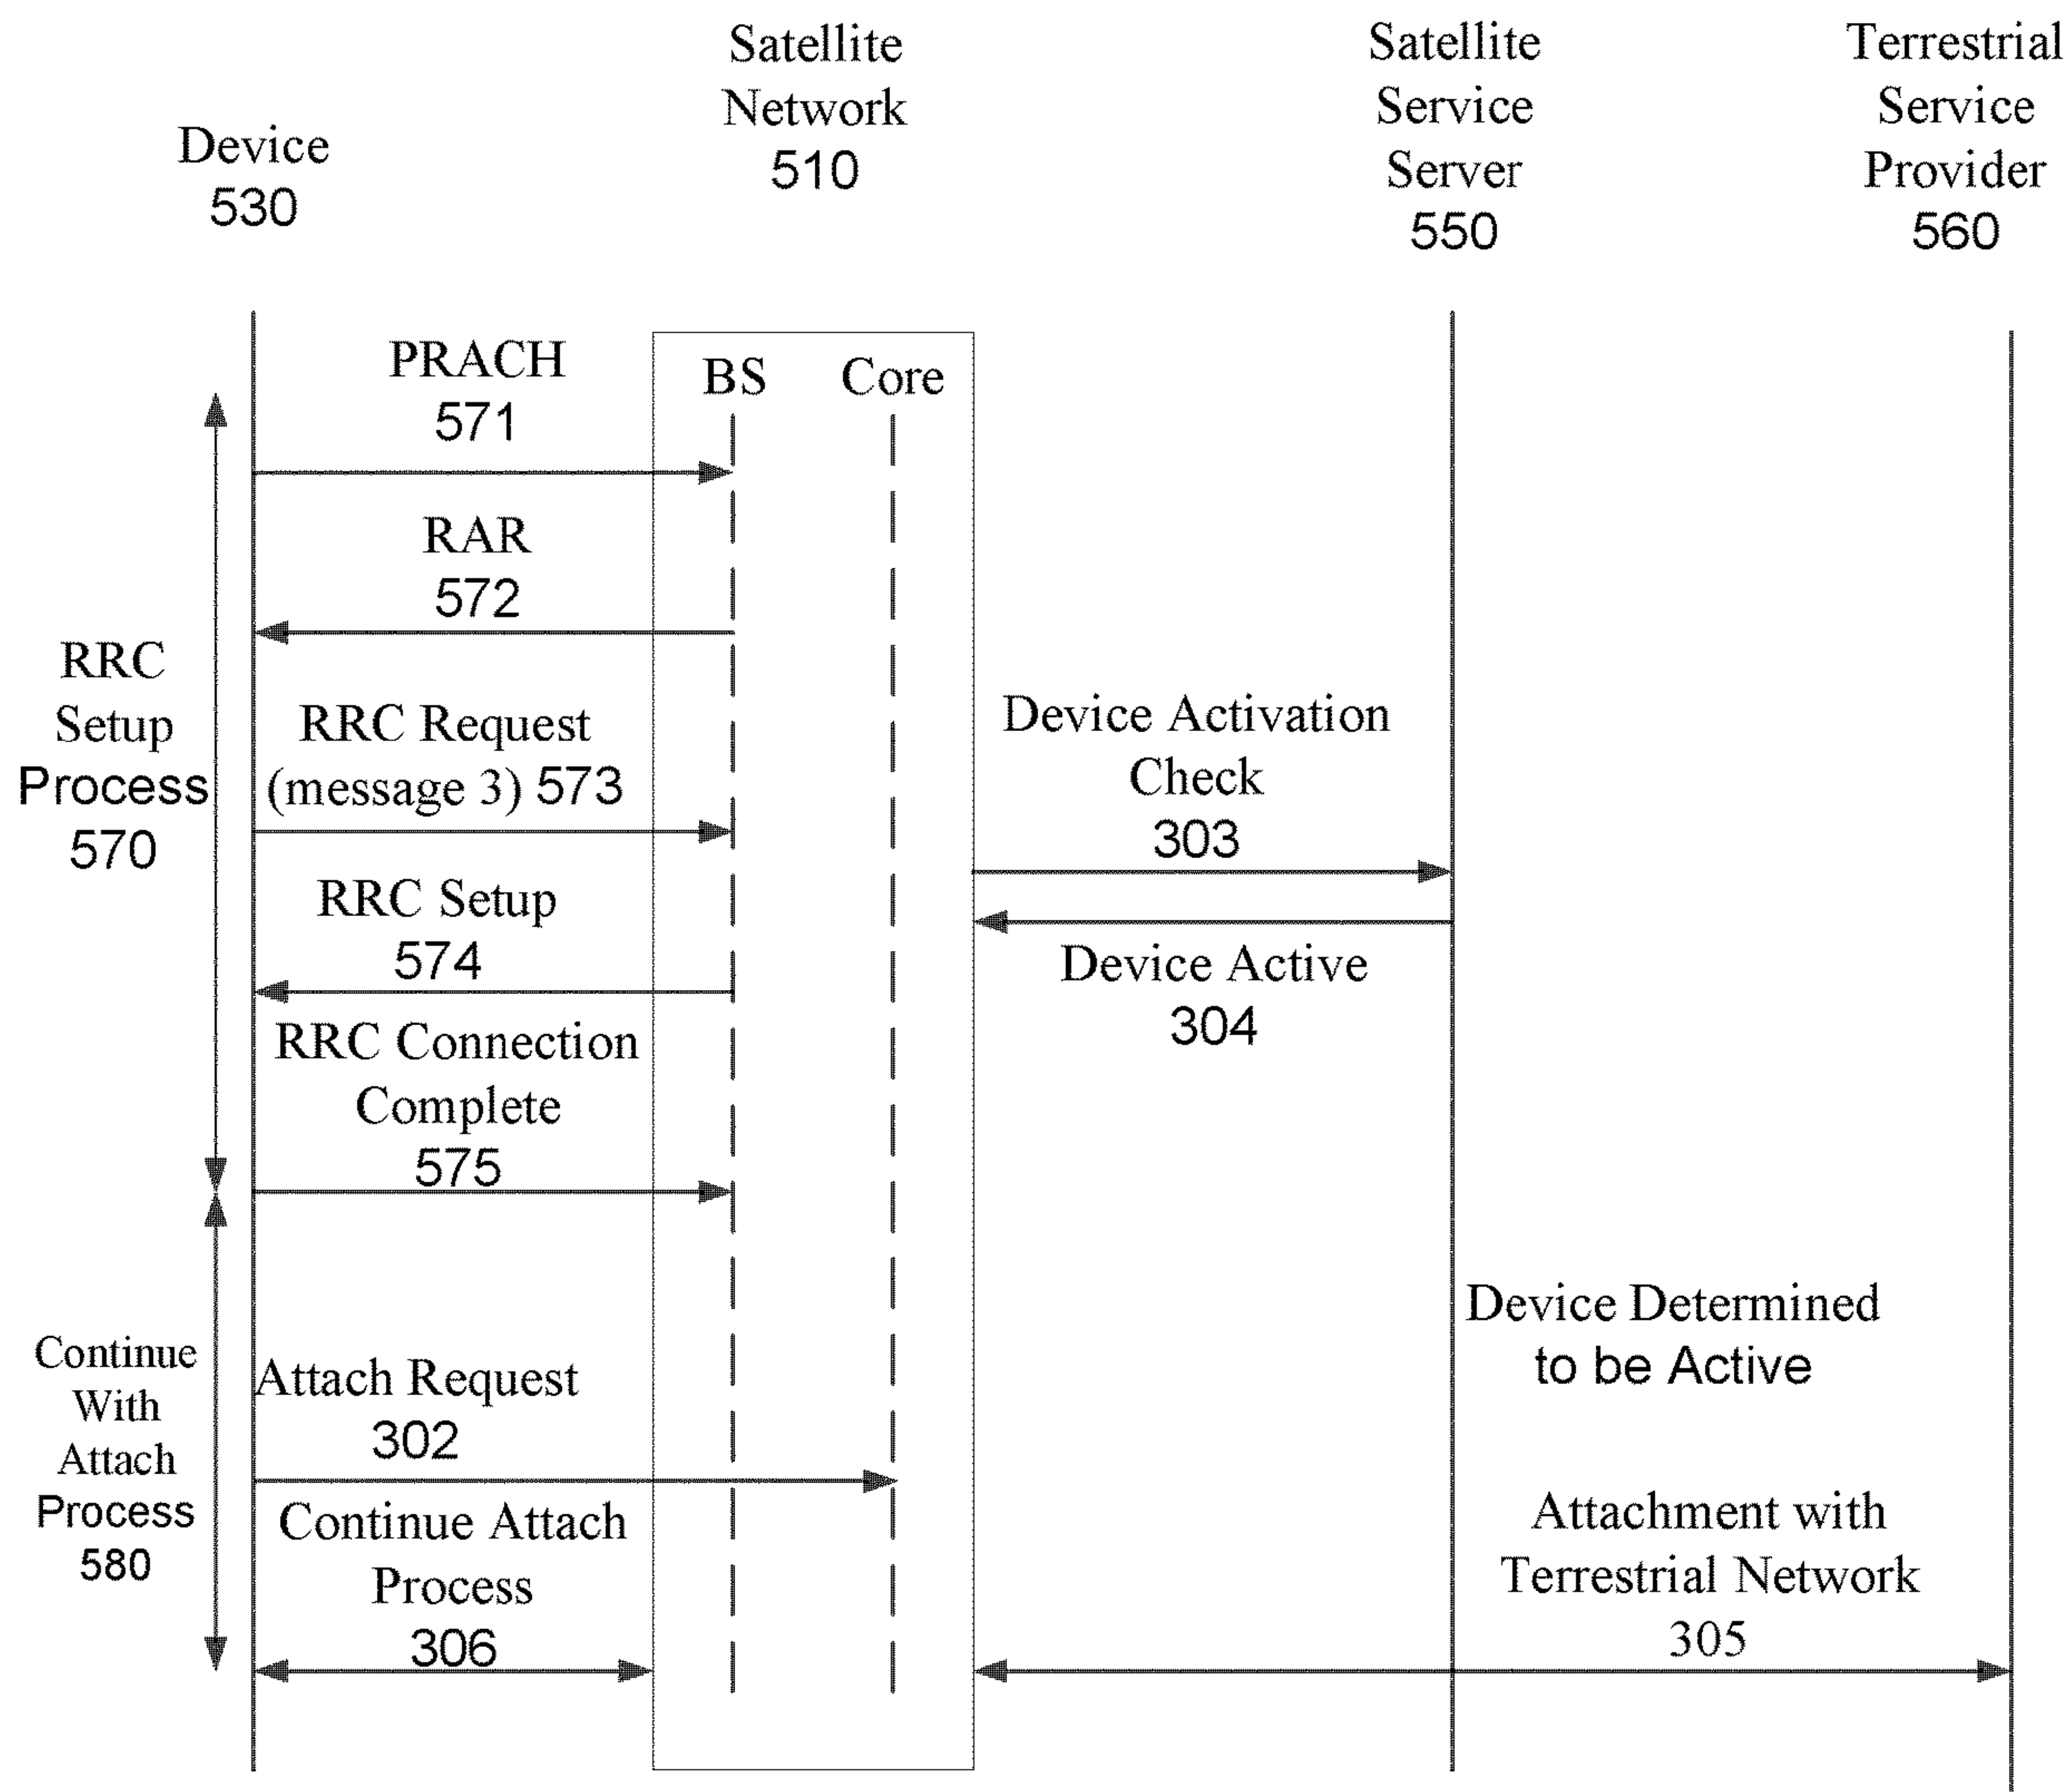 Device
530
Satellite
Network
510
Satellite
Service
Server
550
Terrestrial
Service
Provider
560
BS
Core
PRACH
571
RAR
572
RRC
Setup
Process
570
RRC Request
(message 3) 573
Device Activation
Check
303
RRC Setup
574
Device Active
304
RRC Connection
Complete
575
Device Determined
to be Active
Continue
With
Attach
Process
580
Attach Request
302
Continue Attach
Process
306
Attachment with
Terrestrial Network
305